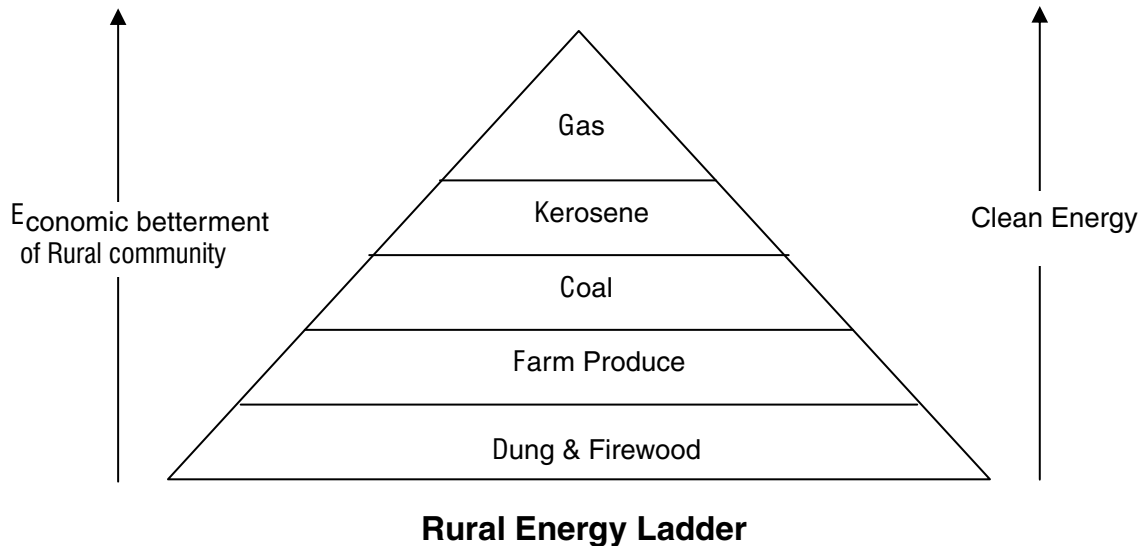 Gas
Kerosene
Economic betterment
of Rural community
Clean Energy
Coal
Farm Produce
Dung & Firewood
Rural Energy Ladder